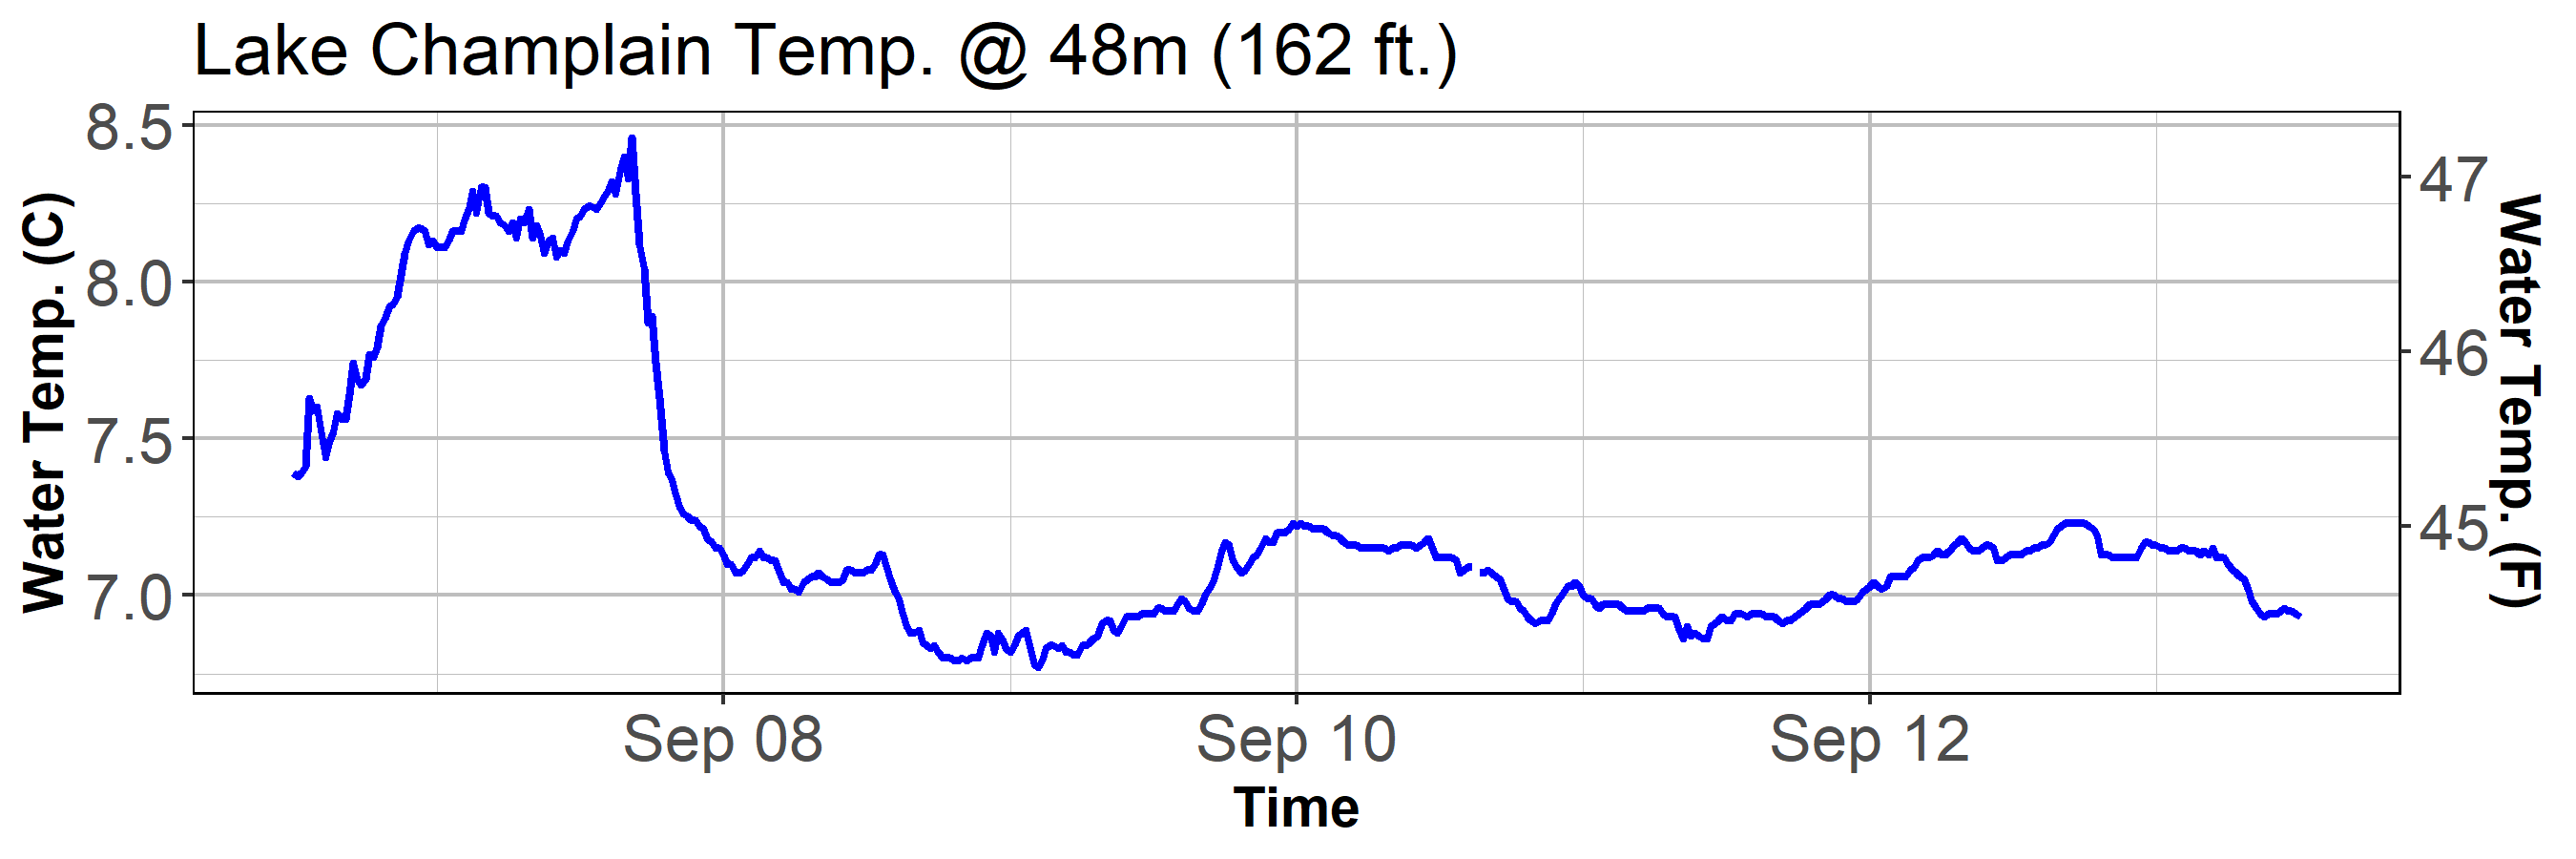 Lake Champlain Temp. @ 48m (162 ft.)
Water Temp. (C)
8.5
8.0
7.5
7.0
47
46
45
Water Temp. (F)
Sep 08 Sep 10 Sep 12
Time